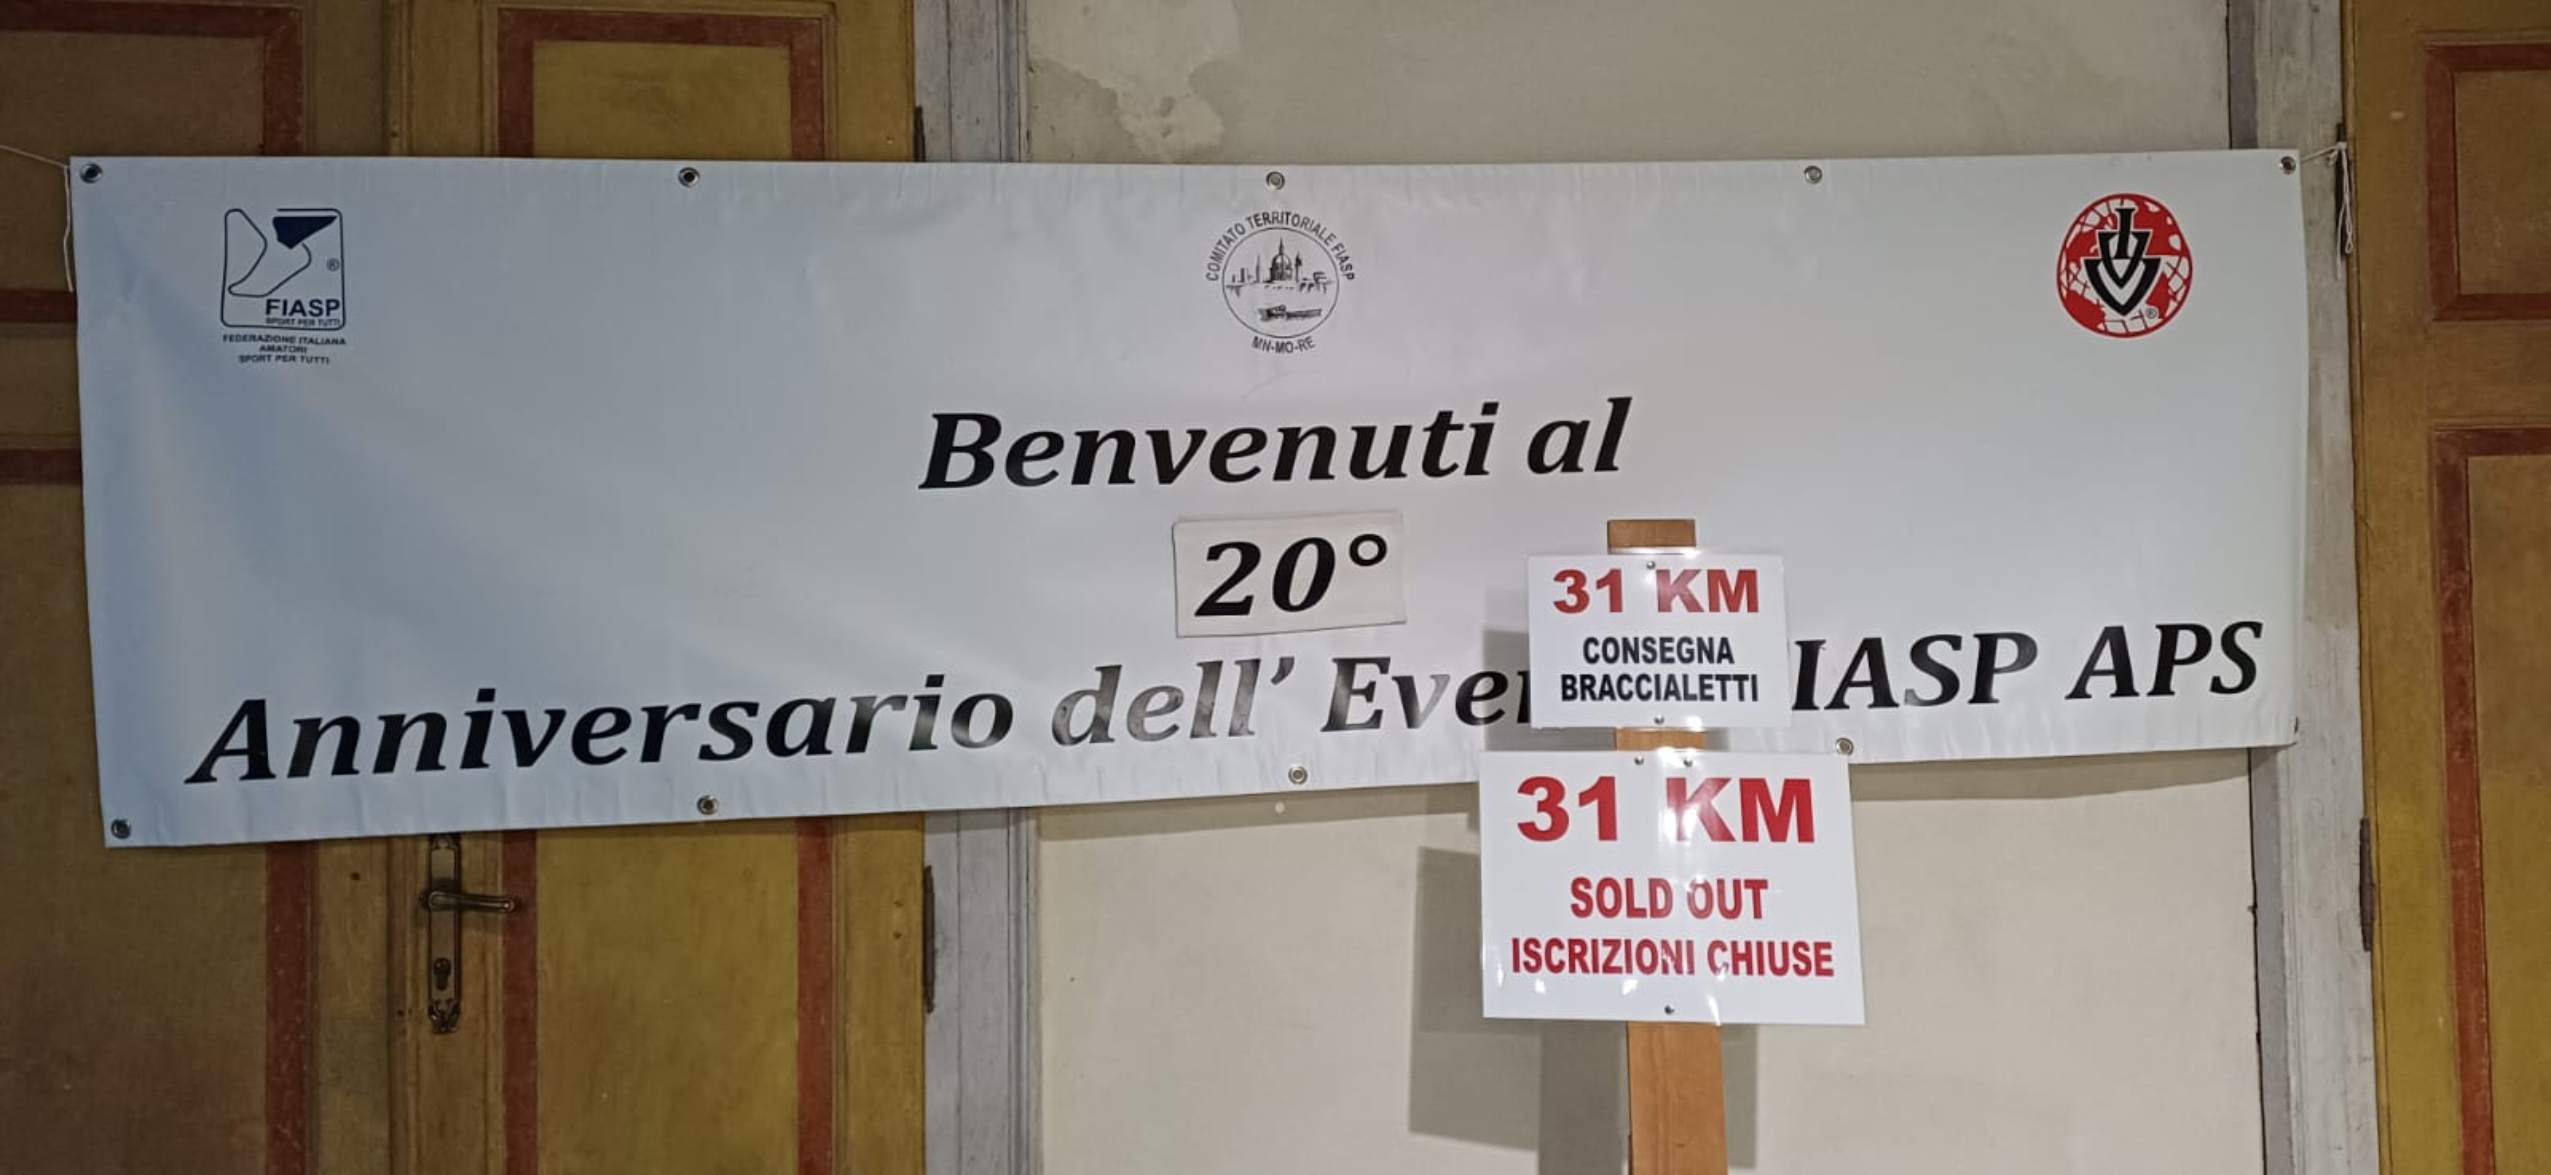 FIASP
SPORT PER TUTTI
FEDERAZIONE ITALIANA
AMATORI
SPORT PER TUTTI
COMITATO TERRITORIALE FIASP
MN-MO-RE
IVV
Benvenuti al
20°
Anniversario dell' Eve IASP APS
31 KM
CONSEGNA
BRACCIALETTI
31 KM
SOLD OUT
ISCRIZIONI CHIUSE